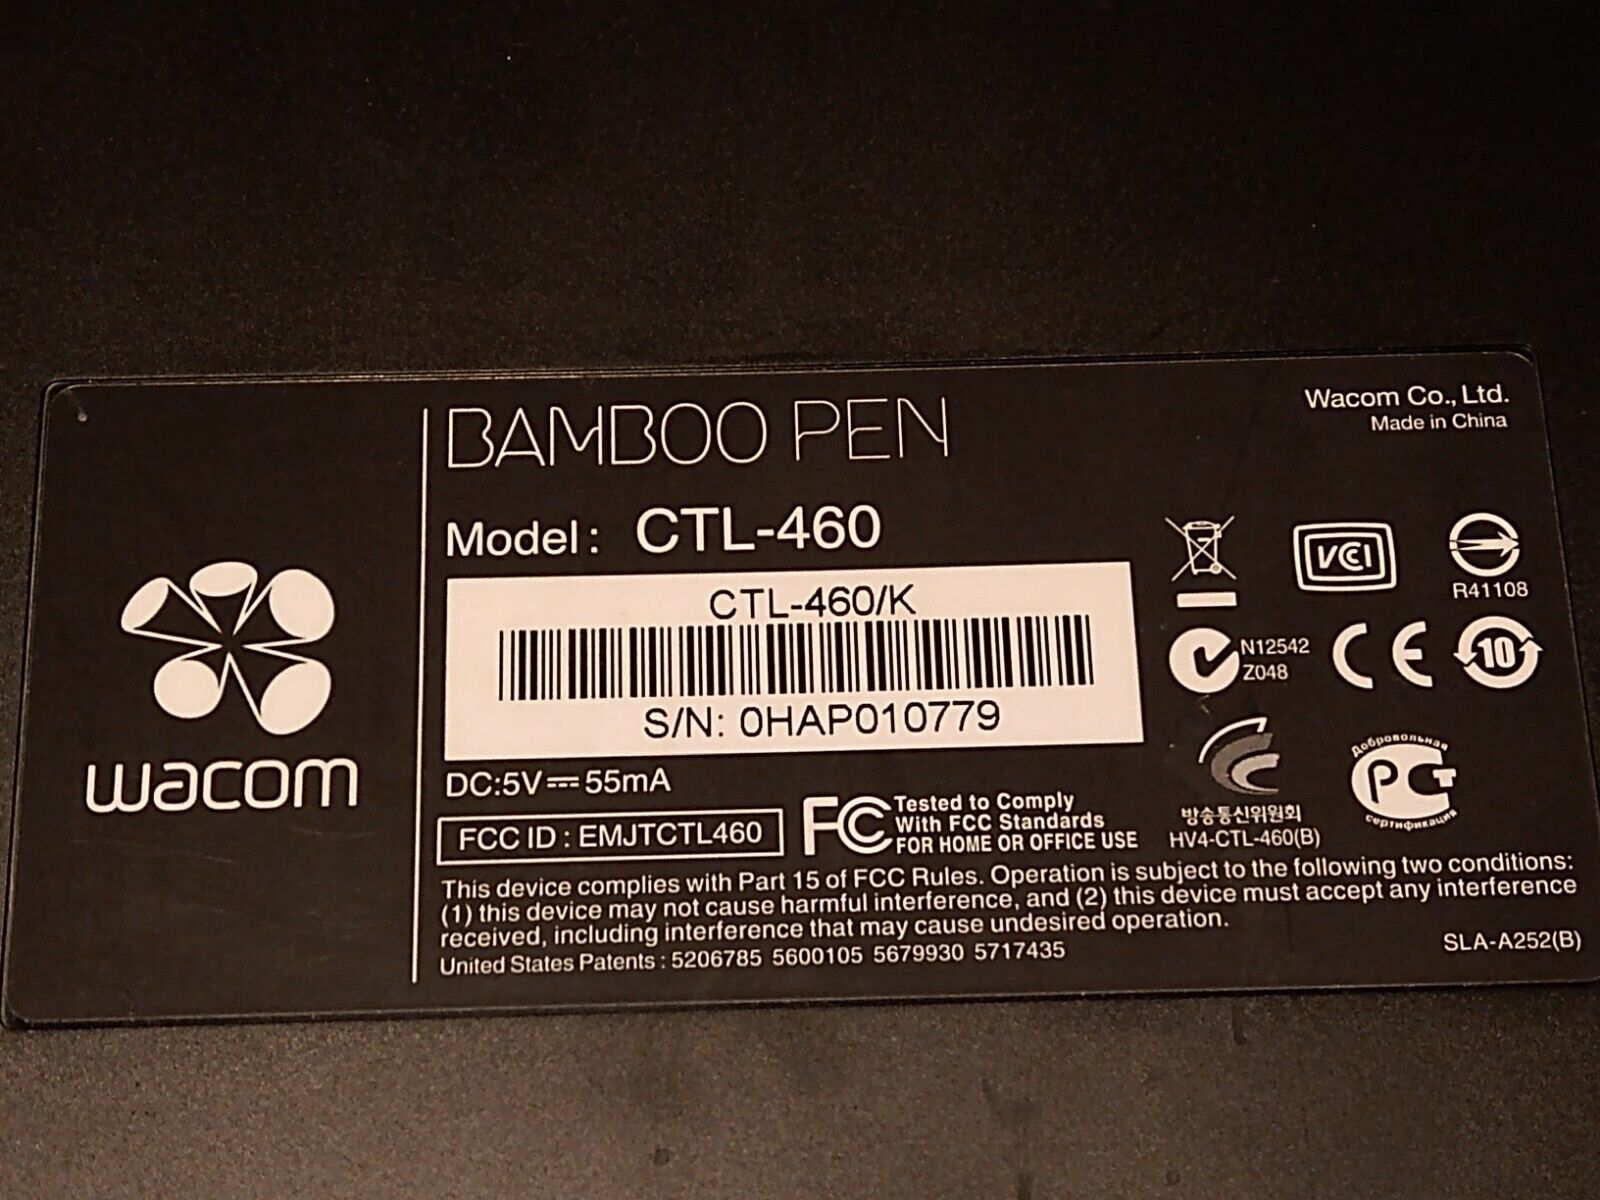 BAMBOO PEN
Wacom Co., Ltd.
Made in China
Model: CTL-460
CTL-460/K
S/N: 0HAP010779
DC:5V⎓55mA
FCC ID : EMJTCTL460
FC Tested to Comply
With FCC Standards
FOR HOME OR OFFICE USE
wacom
VCCI
R41108
N12542
Z048
CE
10
방송통신위원회
HV4-CTL-460(B)
Добровольная
РСТ
сертификация
This device complies with Part 15 of FCC Rules. Operation is subject to the following two conditions:
(1) this device may not cause harmful interference, and (2) this device must accept any interference
received, including interference that may cause undesired operation.
United States Patents : 5206785 5600105 5679930 5717435
SLA-A252(B)